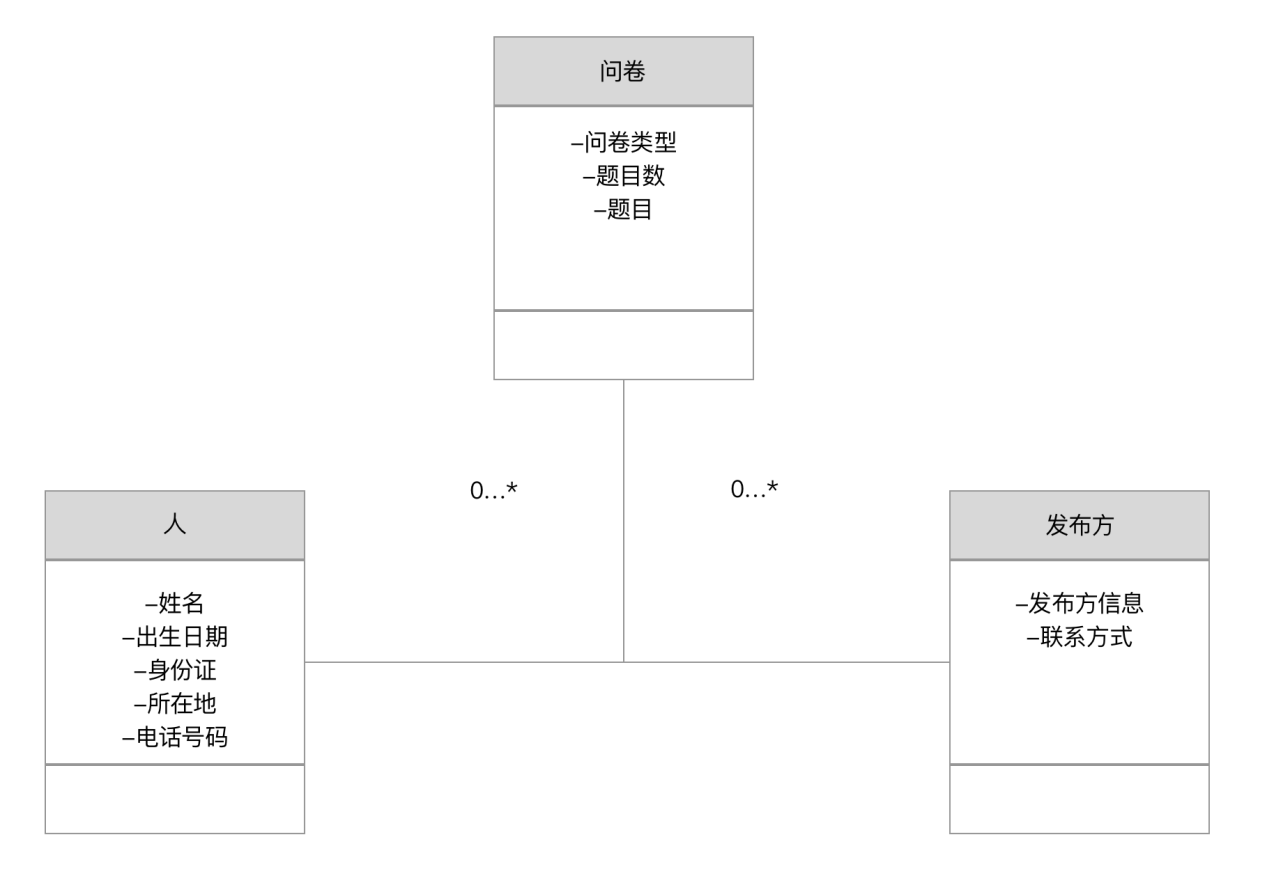 问卷
–问卷类型
–题目数
–题目
0...*
0...*
人
–姓名
–出生日期
–身份证
–所在地
–电话号码
发布方
–发布方信息
–联系方式